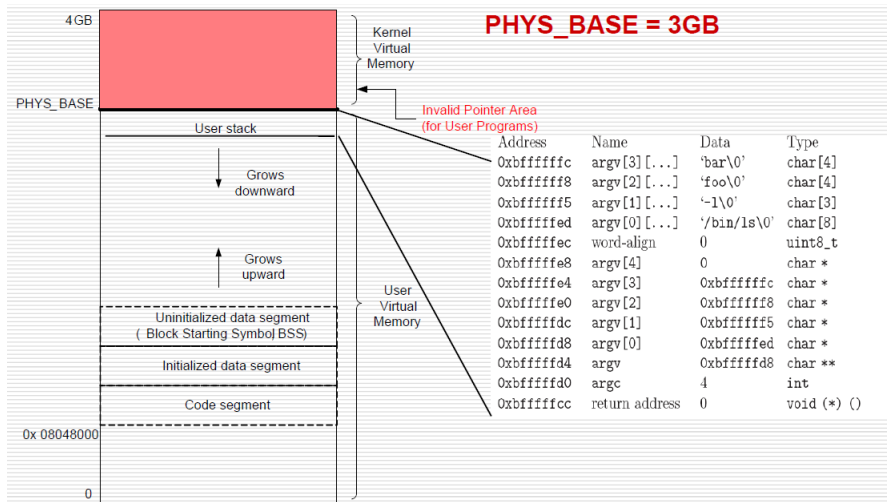 PHYS_BASE = 3GB
4GB
Kernel
Virtual
Memory
PHYS_BASE
Invalid Pointer Area
(for User Programs)
User stack
Grows
downward
Grows
upward
User
Virtual
Memory
Uninitialized data segment
( Block Starting Symbol, BSS)
Initialized data segment
Code segment
0x 08048000
0
Address Name Data Type
0xbffffffc argv[3][...] ‘bar\0’ char[4]
0xbffffff8 argv[2][...] ‘foo\0’ char[4]
0xbffffff5 argv[1][...] ‘-l\0’ char[3]
0xbfffffed argv[0][...] ‘/bin/ls\0’ char[8]
0xbfffffec word-align 0 uint8_t
0xbfffffe8 argv[4] 0 char *
0xbfffffe4 argv[3] 0xbffffffc char *
0xbfffffe0 argv[2] 0xbffffff8 char *
0xbfffffdc argv[1] 0xbffffff5 char *
0xbfffffd8 argv[0] 0xbfffffed char *
0xbfffffd4 argv 0xbfffffd8 char **
0xbfffffd0 argc 4 int
0xbfffffcc return address 0 void (*) ()